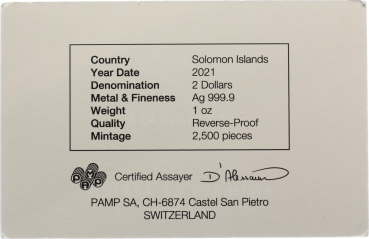 Country Solomon Islands
Year Date 2021
Denomination 2 Dollars
Metal & Fineness Ag 999.9
Weight 1 oz
Quality Reverse-Proof
Mintage 2,500 pieces
PAMP Certified Assayer D'Alessandro
PAMP SA, CH-6874 Castel San Pietro
SWITZERLAND